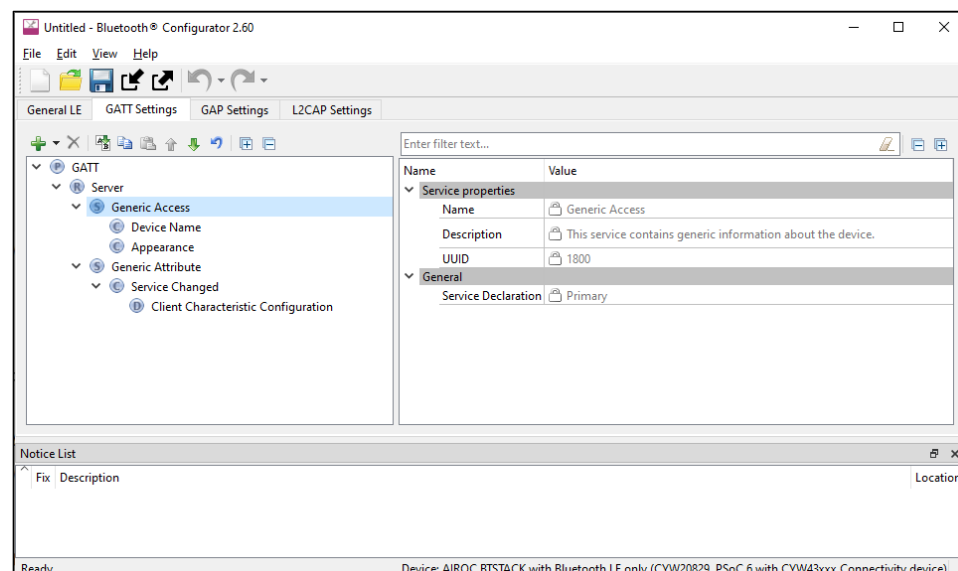 Untitled - Bluetooth® Configurator 2.60
File Edit View Help
General LE GATT Settings GAP Settings L2CAP Settings
Enter filter text...
P GATT
R Server
S Generic Access
C Device Name
C Appearance
S Generic Attribute
C Service Changed
D Client Characteristic Configuration
Name Value
Service properties
Name Generic Access
Description This service contains generic information about the device.
UUID 1800
General
Service Declaration Primary
Notice List
Fix Description Location
Ready Device: AIROC BTSTACK with Bluetooth LE only (CYW20829, PSoC 6 with CYW43xxx Connectivity device)